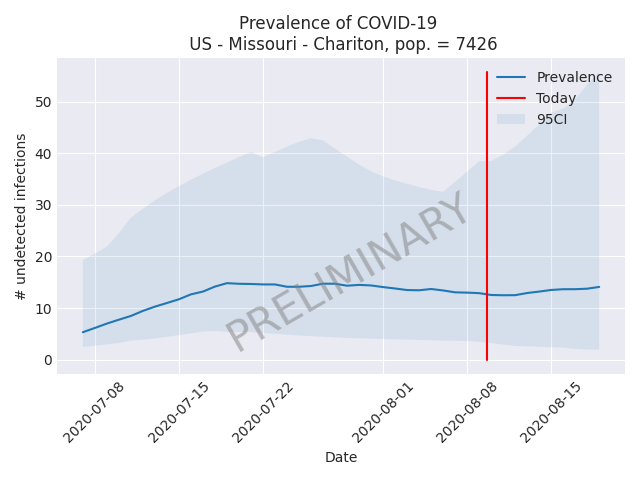 Prevalence of COVID-19
US - Missouri - Chariton, pop. = 7426
# undetected infections
50
40
30
20
10
0
Prevalence
Today
95CI
PRELIMINARY
2020-07-08
2020-07-15
2020-07-22
2020-08-01
2020-08-08
2020-08-15
Date